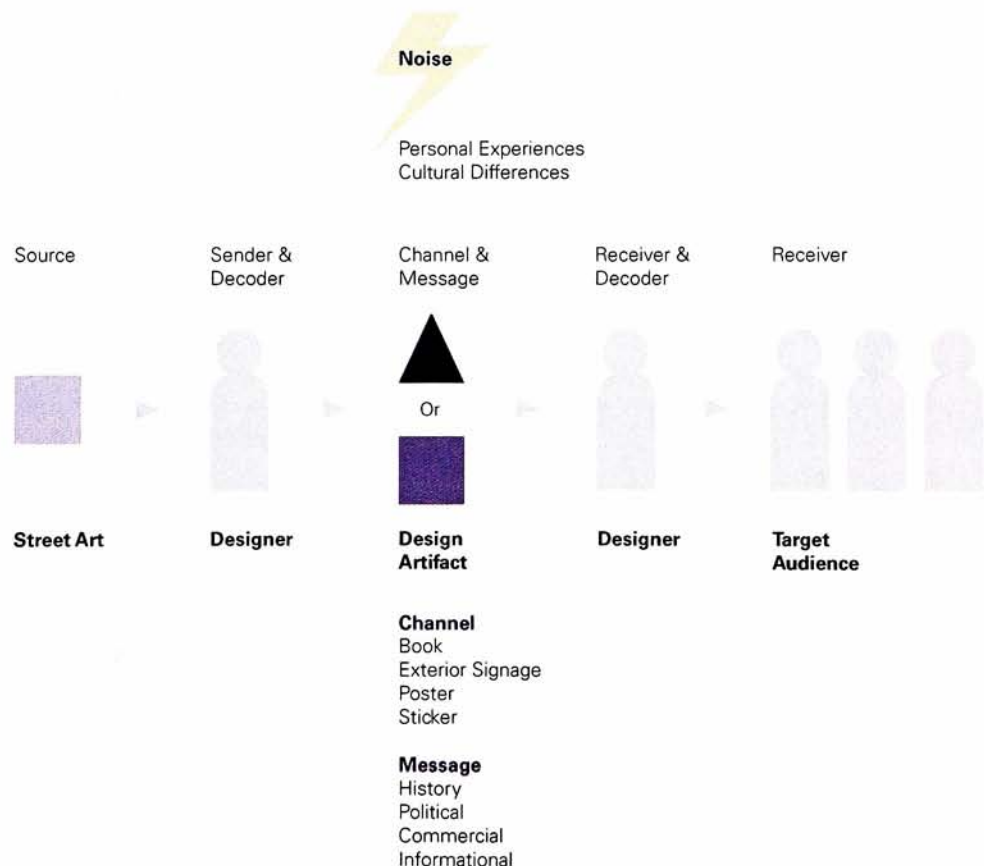 Noise
Personal Experiences
Cultural Differences
Source
Sender &
Decoder
Channel &
Message
Receiver &
Decoder
Receiver
Or
Street Art
Designer
Design
Artifact
Designer
Target
Audience
Channel
Book
Exterior Signage
Poster
Sticker
Message
History
Political
Commercial
Informational